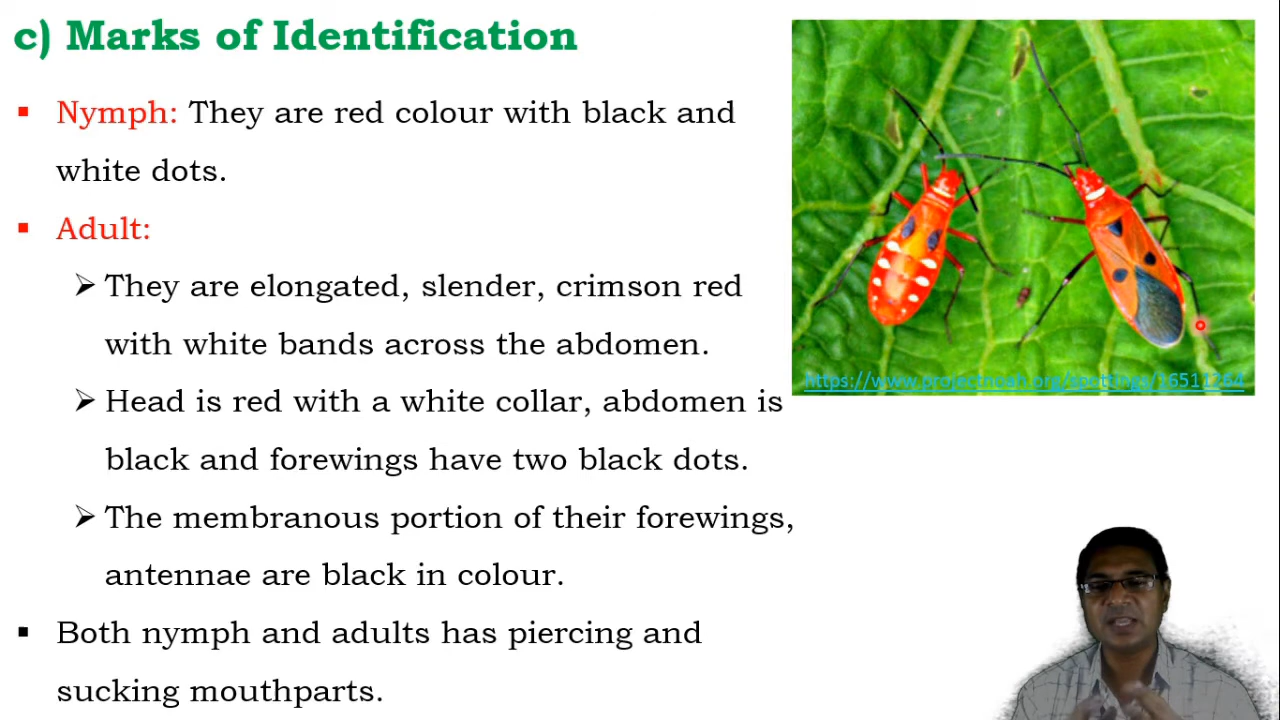 c) Marks of Identification
▪ Nymph: They are red colour with black and
white dots.
▪ Adult:
➢ They are elongated, slender, crimson red
with white bands across the abdomen.
➢ Head is red with a white collar, abdomen is
black and forewings have two black dots.
➢ The membranous portion of their forewings,
antennae are black in colour.
▪ Both nymph and adults has piercing and
sucking mouthparts.
https://www.projectnoah.org/spottings/16511264